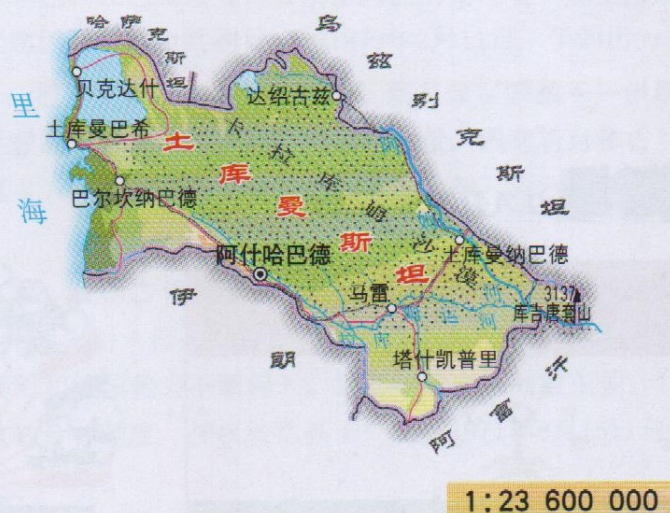 哈萨克斯坦
乌兹别克斯坦
里海
贝克达什
达绍古兹
土库曼巴希
土库曼斯坦
卡拉库姆沙漠
巴尔坎纳巴德
阿什哈巴德
土库曼纳巴德
伊朗
马雷
3137
库吉唐套山
塔什凯普里
阿富汗
1:23 600 000